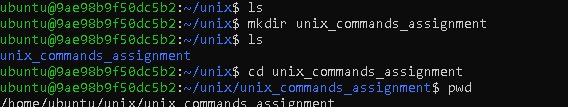 ubuntu@9ae98b9f50dc5b2:~/unix$ ls
ubuntu@9ae98b9f50dc5b2:~/unix$ mkdir unix_commands_assignment
ubuntu@9ae98b9f50dc5b2:~/unix$ ls
unix_commands_assignment
ubuntu@9ae98b9f50dc5b2:~/unix$ cd unix_commands_assignment
ubuntu@9ae98b9f50dc5b2:~/unix/unix_commands_assignment$ pwd
/home/ubuntu/unix/unix_commands_assignment